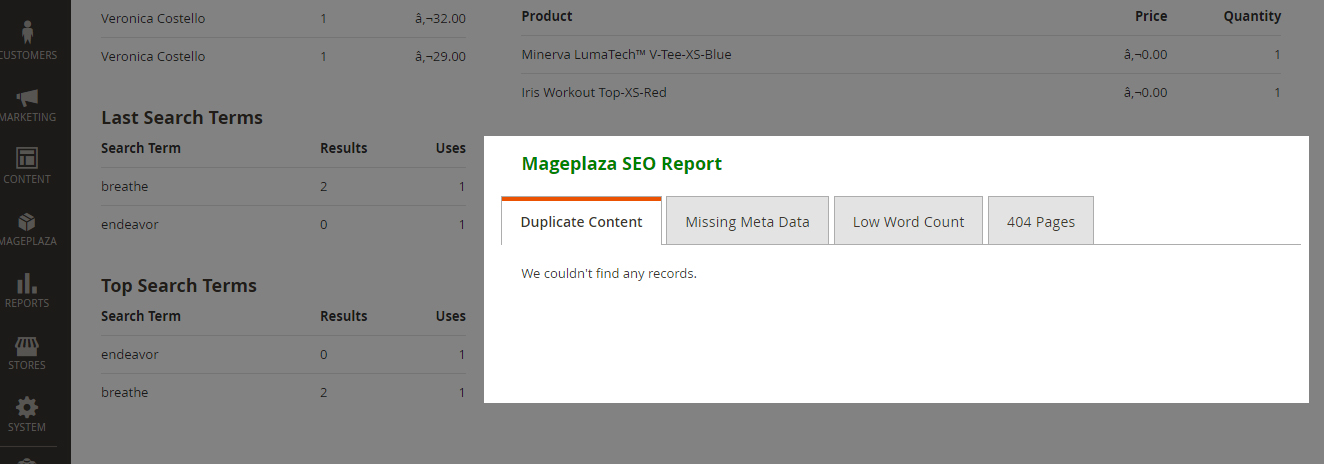 CUSTOMERS
MARKETING
CONTENT
MAGEPLAZA
REPORTS
STORES
SYSTEM
Veronica Costello 1 â‚¬32.00
Veronica Costello 1 â‚¬29.00
Last Search Terms
Search Term Results Uses
breathe 2 1
endeavor 0 1
Top Search Terms
Search Term Results Uses
endeavor 0 1
breathe 2 1
Product Price Quantity
Minerva LumaTech™ V-Tee-XS-Blue â‚¬0.00 1
Iris Workout Top-XS-Red â‚¬0.00 1
Mageplaza SEO Report
Duplicate Content Missing Meta Data Low Word Count 404 Pages
We couldn't find any records.